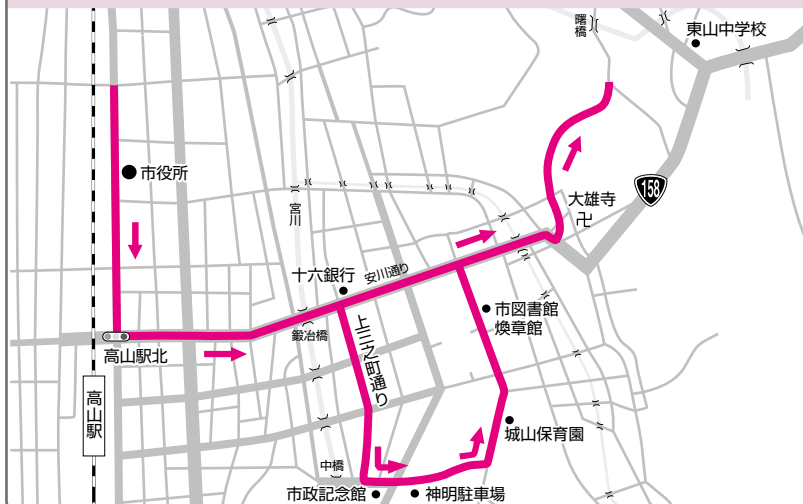 曙橋
東山中学校
市役所
158
大雄寺
宮川
十六銀行
安川通り
市図書館
煥章館
鍛冶橋
高山駅北
上三之町通り
高山駅
城山保育園
中橋
市政記念館
神明駐車場